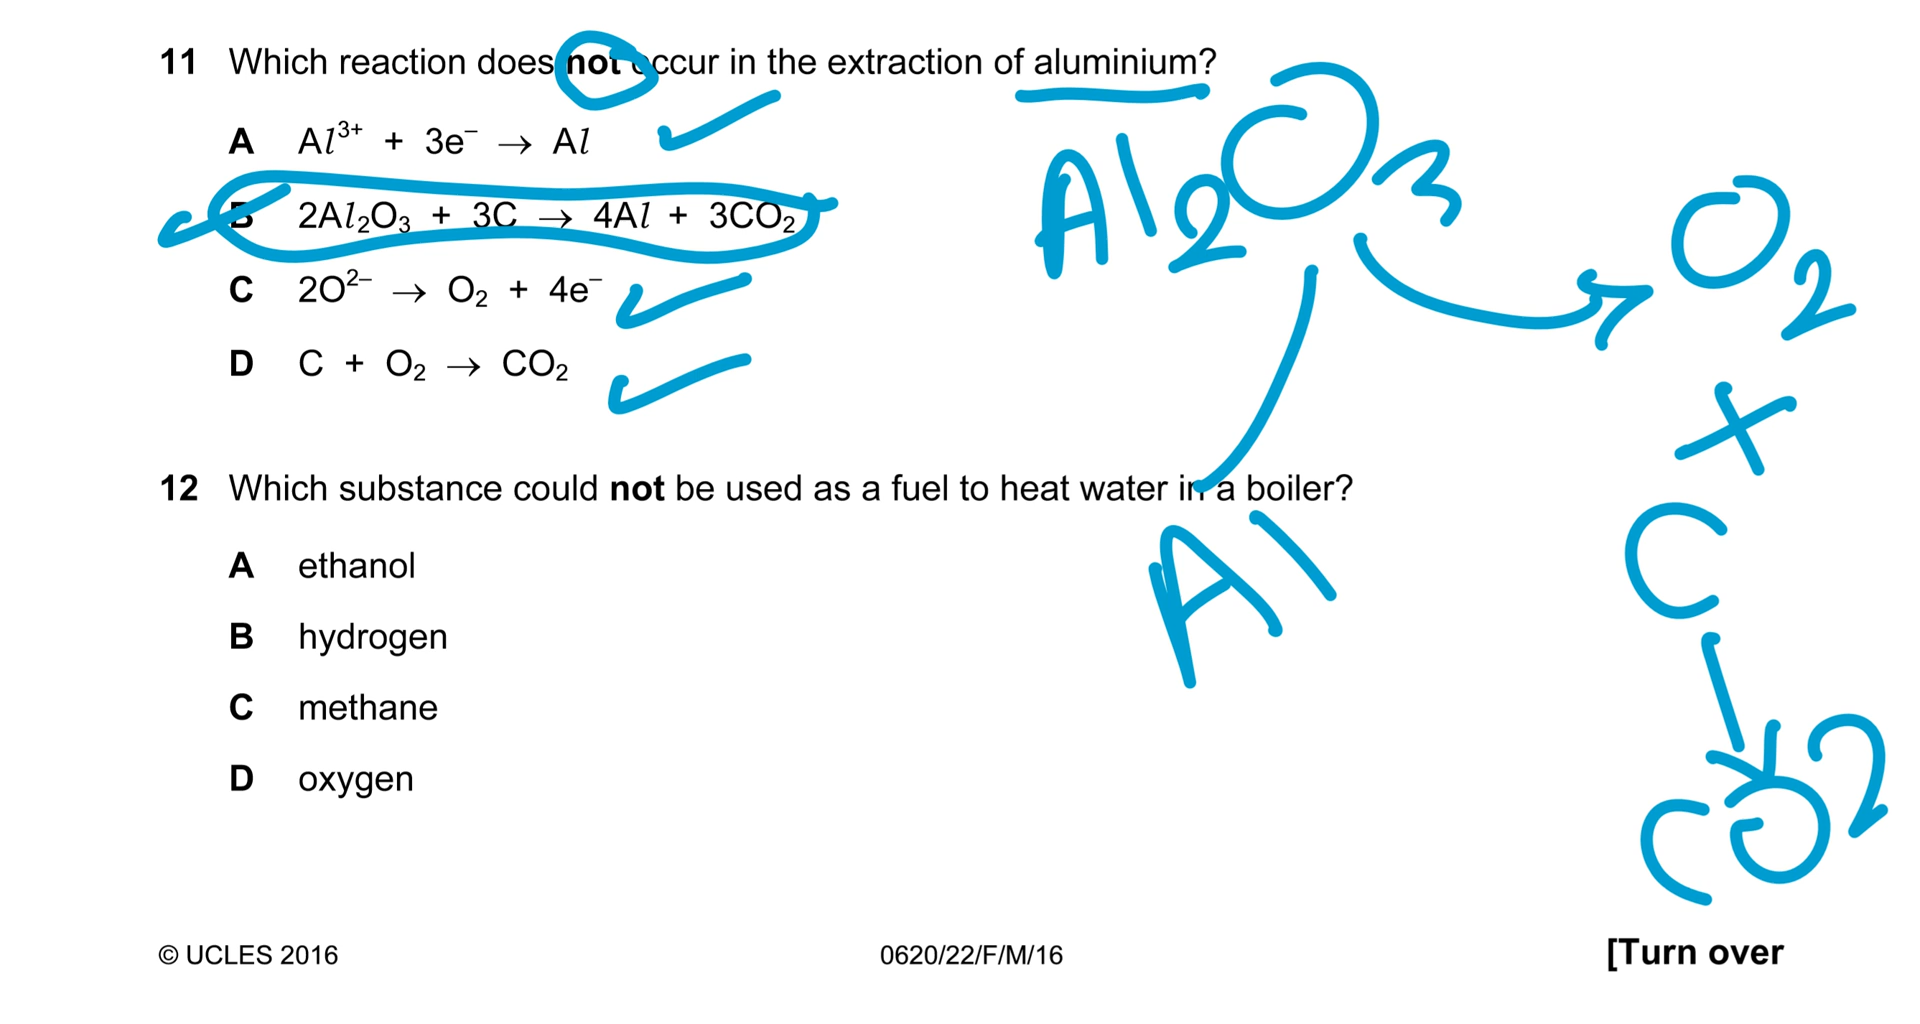 11 Which reaction does not occur in the extraction of aluminium?
A Al³⁺ + 3e⁻ → Al
B 2Al₂O₃ + 3C → 4Al + 3CO₂
C 2O²⁻ → O₂ + 4e⁻
D C + O₂ → CO₂
Al₂O₃
O₂
+
C
CO₂
Al
12 Which substance could not be used as a fuel to heat water in a boiler?
A ethanol
B hydrogen
C methane
D oxygen
© UCLES 2016
0620/22/F/M/16
[Turn over